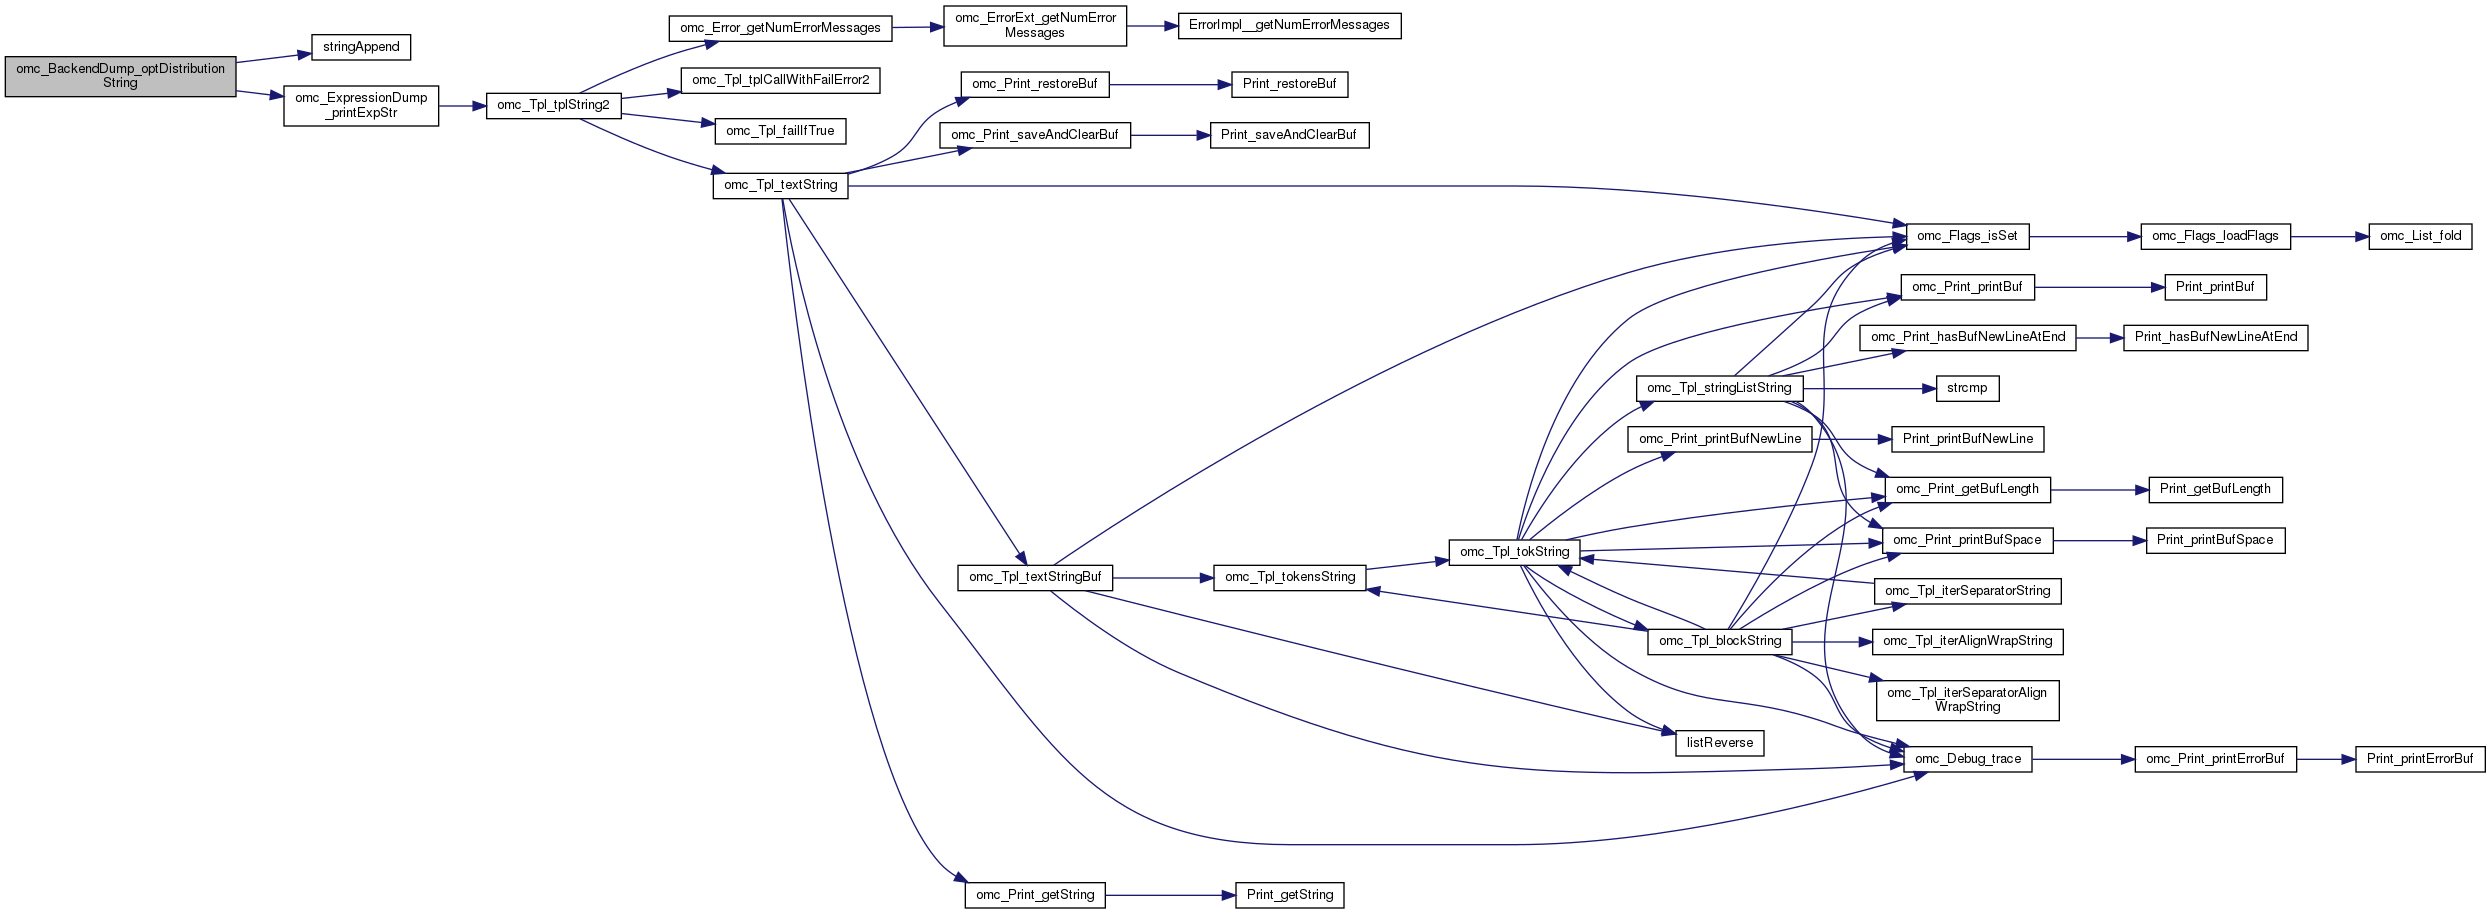 omc_BackendDump_optDistribution
String
stringAppend
omc_ExpressionDump
_printExpStr
omc_Tpl_tplString2
omc_Error_getNumErrorMessages
omc_ErrorExt_getNumError
Messages
ErrorImpl__getNumErrorMessages
omc_Tpl_tplCallWithFailError2
omc_Tpl_failIfTrue
omc_Tpl_textString
omc_Print_restoreBuf
Print_restoreBuf
omc_Print_saveAndClearBuf
Print_saveAndClearBuf
omc_Flags_isSet
omc_Flags_loadFlags
omc_List_fold
omc_Print_printBuf
Print_printBuf
omc_Print_hasBufNewLineAtEnd
Print_hasBufNewLineAtEnd
omc_Tpl_stringListString
strcmp
omc_Print_printBufNewLine
Print_printBufNewLine
omc_Print_getBufLength
Print_getBufLength
omc_Tpl_tokString
omc_Print_printBufSpace
Print_printBufSpace
omc_Tpl_textStringBuf
omc_Tpl_tokensString
omc_Tpl_iterSeparatorString
omc_Tpl_blockString
omc_Tpl_iterAlignWrapString
omc_Tpl_iterSeparatorAlign
WrapString
listReverse
omc_Debug_trace
omc_Print_printErrorBuf
Print_printErrorBuf
omc_Print_getString
Print_getString